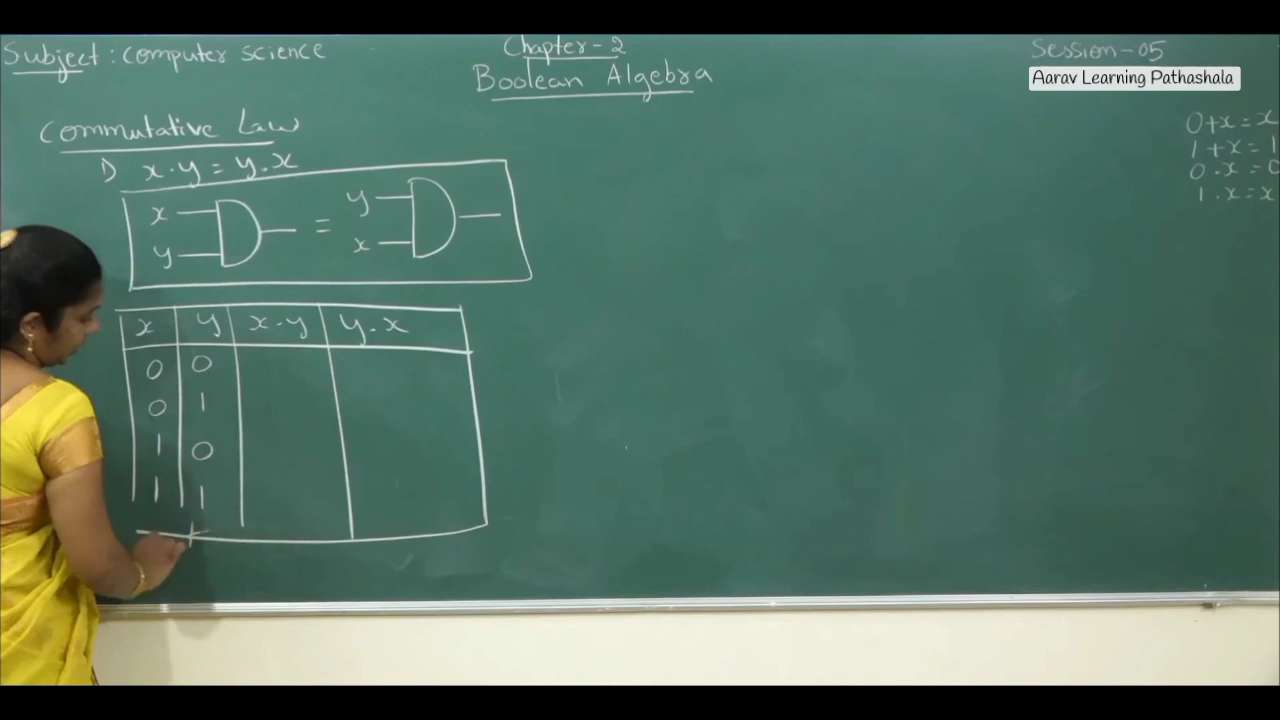 Subject : Computer science
Chapter - 2
Boolean Algebra
Session - 05
Aarav Learning Pathashala
0+x=x
1+x=1
0.x=0
1.x=x
Commutative Law
1) x.y = y.x
x
y
=
y
x
x y x.y y.x
0 0
0 1
1 0
1 1